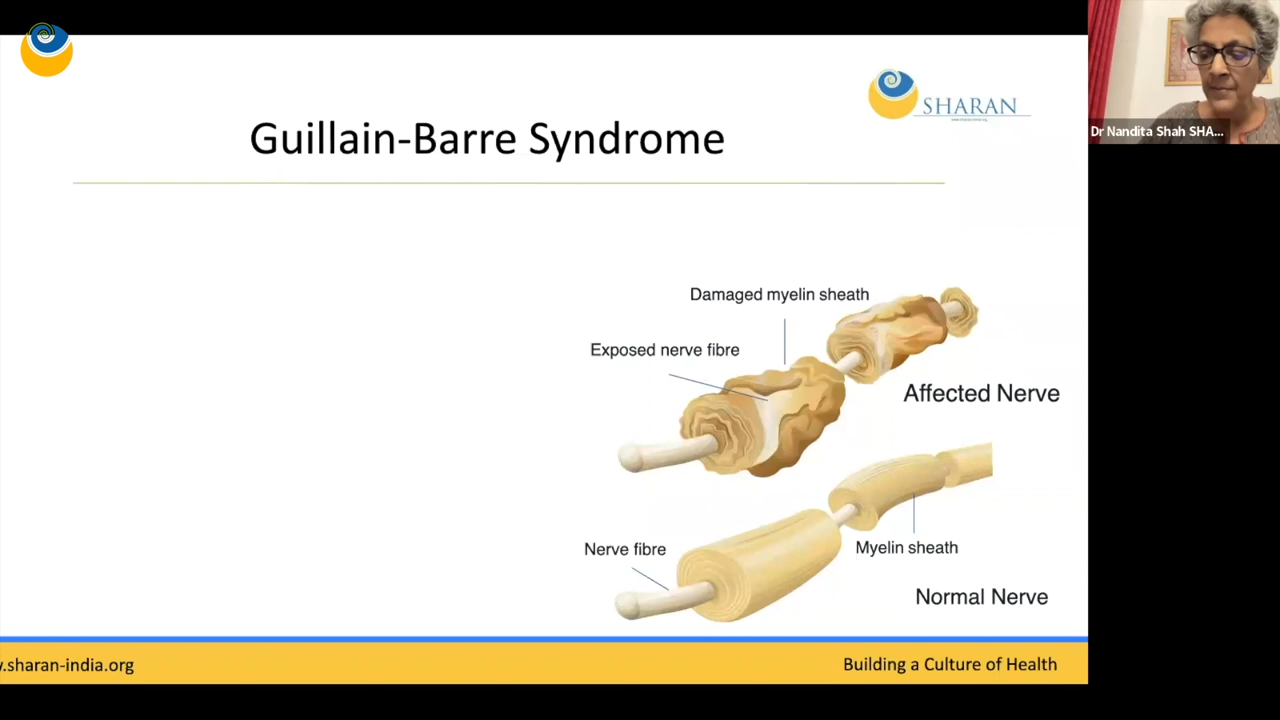 SHARAN
Dr Nandita Shah SHA...
Guillain-Barre Syndrome
Damaged myelin sheath
Exposed nerve fibre
Affected Nerve
Nerve fibre
Myelin sheath
Normal Nerve
.sharan-india.org
Building a Culture of Health